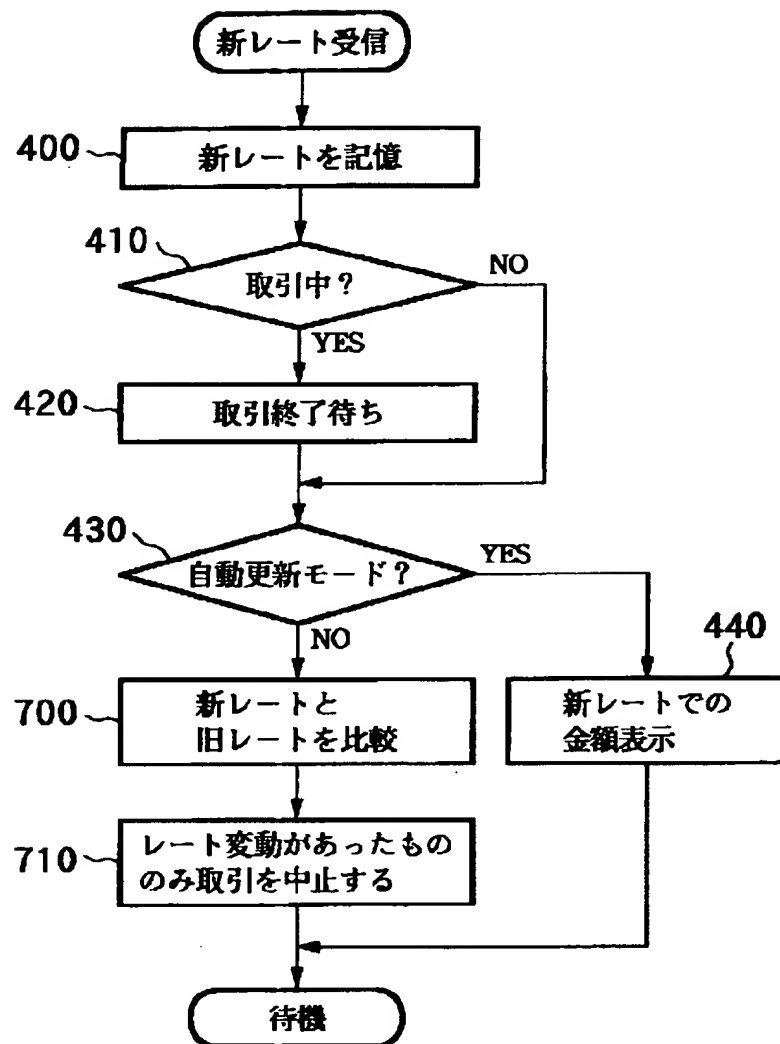 新レート受信
400
新レートを記憶
410
取引中?
NO
YES
420
取引終了待ち
430
自動更新モード?
YES
NO
440
700
新レートと
旧レートを比較
新レートでの
金額表示
710
レート変動があったもの
のみ取引を中止する
待機